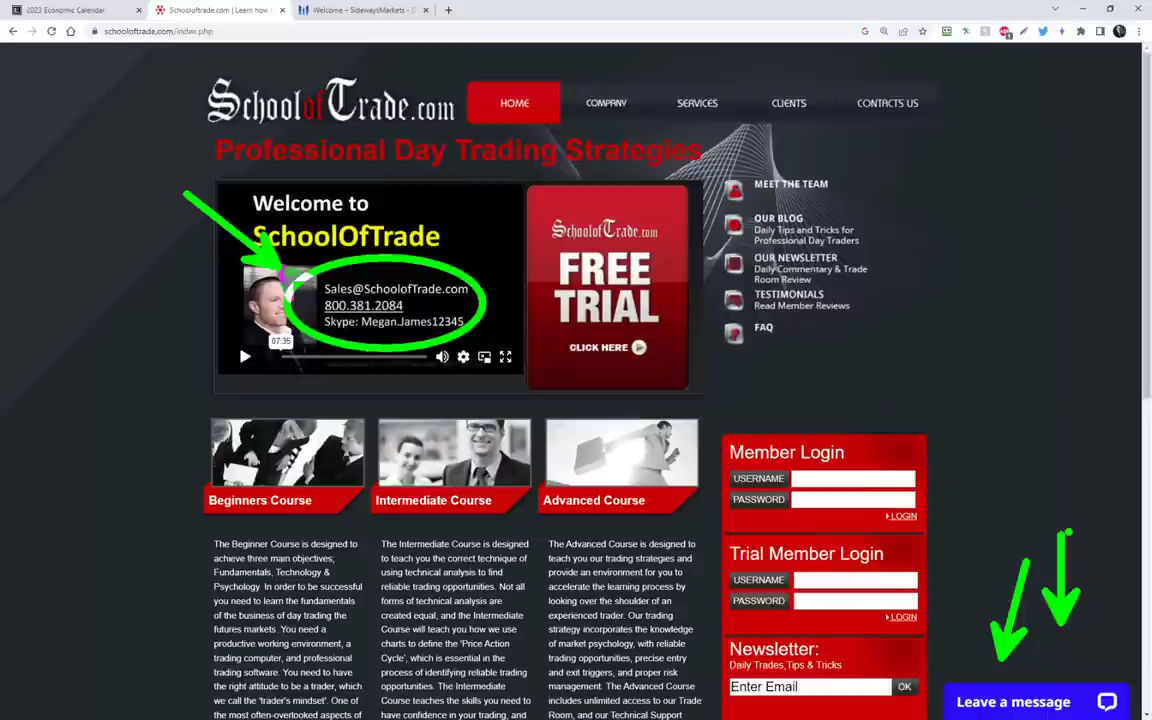 2023 Economic Calendar
Schooloftrade.com | Learn how
Welcome – SidewaysMarkets - D
schooloftrade.com/index.php
SchoolofTrade.com
HOME
COMPANY
SERVICES
CLIENTS
CONTACTS US
Professional Day Trading Strategies
Welcome to
SchoolOfTrade
Sales@SchoolofTrade.com
800.381.2084
Skype: Megan.James12345
07:35
SchoolofTrade.com
FREE
TRIAL
CLICK HERE
MEET THE TEAM
OUR BLOG
Daily Tips and Tricks for
Professional Day Traders
OUR NEWSLETTER
Daily Commentary & Trade
Room Review
TESTIMONIALS
Read Member Reviews
FAQ
Beginners Course
The Beginner Course is designed to
achieve three main objectives;
Fundamentals, Technology &
Psychology. In order to be successful
you need to learn the fundamentals
of the business of day trading the
futures markets. You need a
productive working environment, a
trading computer, and professional
trading software. You need to have
the right attitude to be a trader, which
we call the 'trader's mindset'. One of
the most often-overlooked aspects of
Intermediate Course
The Intermediate Course is designed
to teach you the correct technique of
using technical analysis to find
reliable trading opportunities. Not all
forms of technical analysis are
created equal, and the Intermediate
Course will teach you how we use
charts to define the 'Price Action
Cycle', which is essential in the
process of identifying reliable trading
opportunities. The Intermediate
Course teaches the skills you need to
have confidence in your trading, and
Advanced Course
The Advanced Course is designed to
teach you our trading strategies and
provide an environment for you to
accelerate the learning process by
looking over the shoulder of an
experienced trader. Our trading
strategy incorporates the knowledge
of market psychology, with reliable
trading opportunities, precise entry
and exit triggers, and proper risk
management. The Advanced Course
includes unlimited access to our Trade
Room, and our Technical Support
Member Login
USERNAME
PASSWORD
LOGIN
Trial Member Login
USERNAME
PASSWORD
LOGIN
Newsletter:
Daily Trades,Tips & Tricks
Enter Email
OK
Leave a message